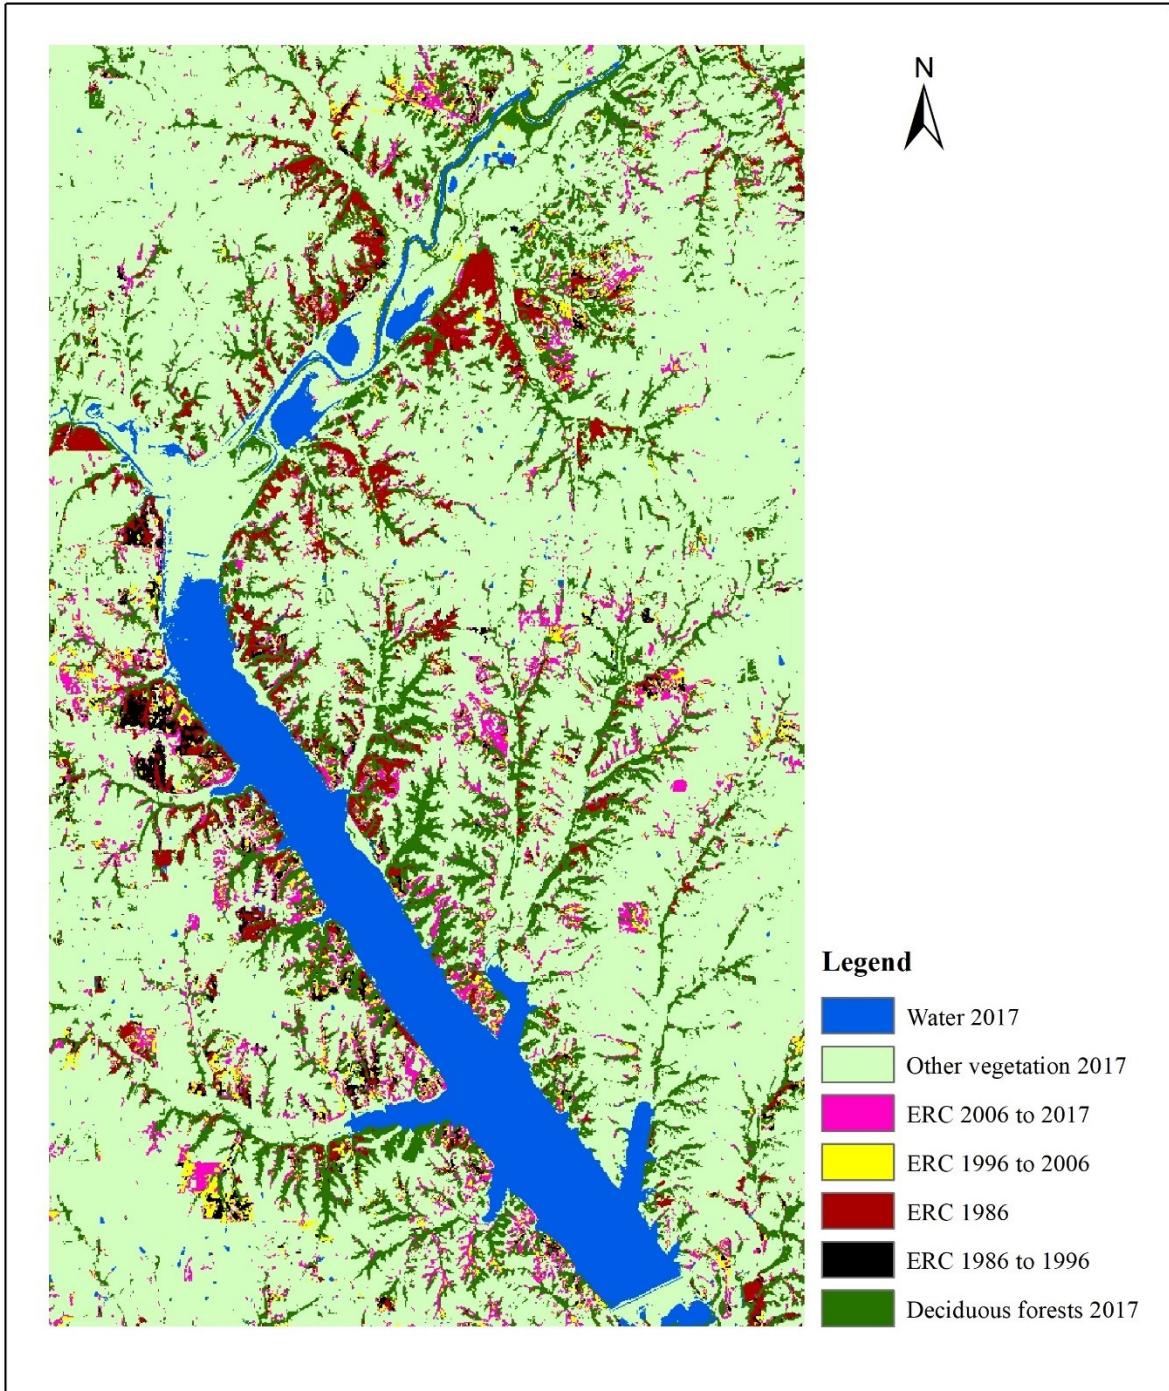 N
Legend
Water 2017
Other vegetation 2017
ERC 2006 to 2017
ERC 1996 to 2006
ERC 1986
ERC 1986 to 1996
Deciduous forests 2017